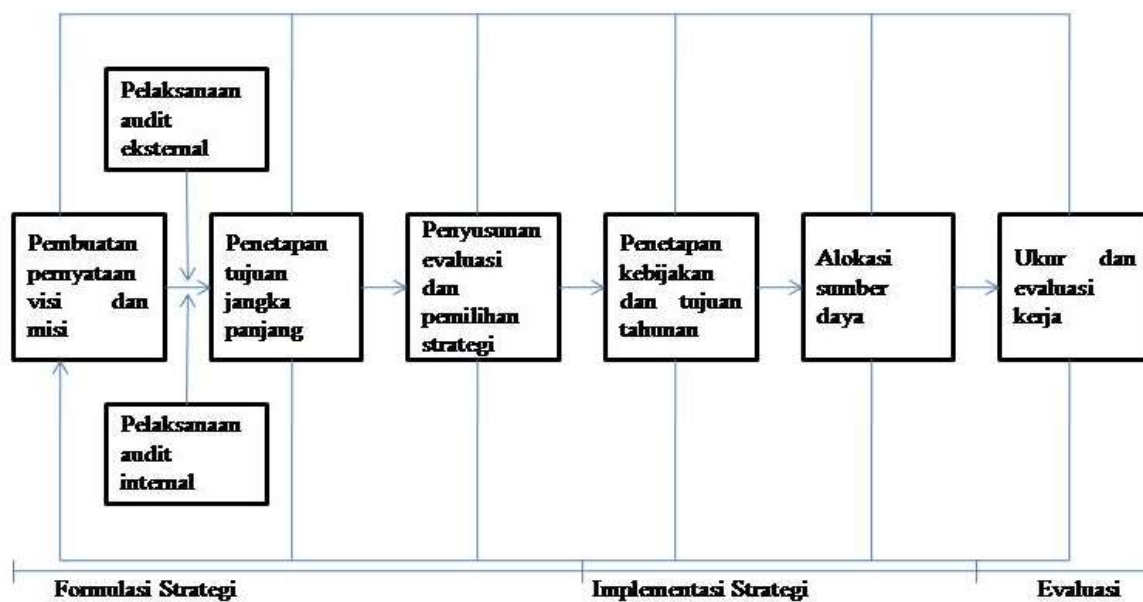 Pelaksanaan
audit
eksternal
Pembuatan
pernyataan
visi dan
misi
Penetapan
tujuan
jangka
panjang
Penyusunan
evaluasi
dan
pemilihan
strategi
Penetapan
kebijakan
dan tujuan
tahunan
Alokasi
sumber
daya
Ukur dan
evaluasi
kerja
Pelaksanaan
audit
internal
Formulasi Strategi
Implementasi Strategi
Evaluasi